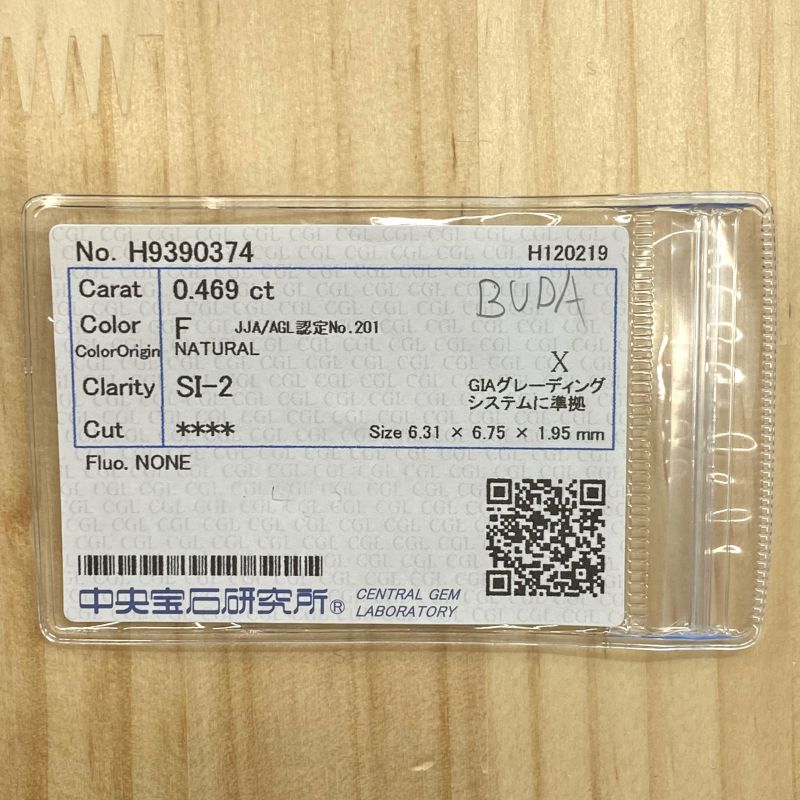 No. H9390374 H120219
Carat 0.469 ct BUDA
Color F JJA/AGL認定No.201
ColorOrigin NATURAL X
Clarity SI-2 GIAグレーディング
システムに準拠
Cut **** Size 6.31 × 6.75 × 1.95 mm
Fluo. NONE
中央宝石研究所® CENTRAL GEM
LABORATORY